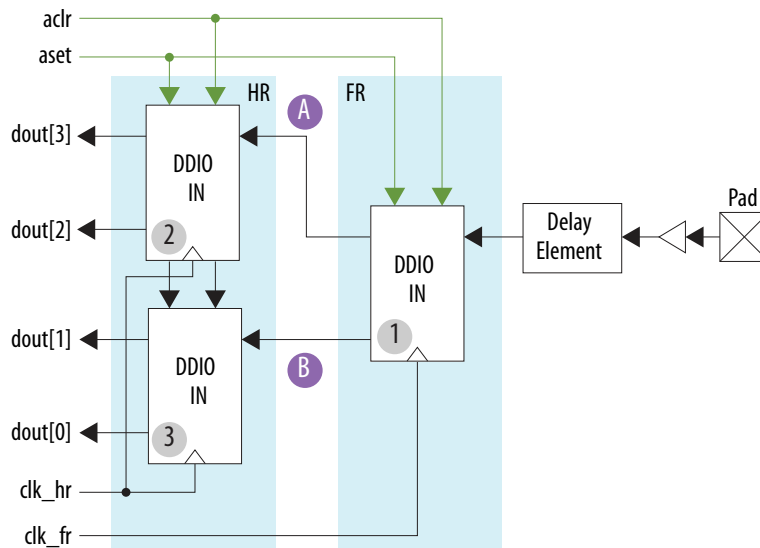 aclr
aset
HR
FR
A
dout[3]
DDIO
IN
Pad
dout[2]
2
Delay
Element
DDIO
IN
dout[1]
1
DDIO
IN
B
dout[0]
3
clk_hr
clk_fr